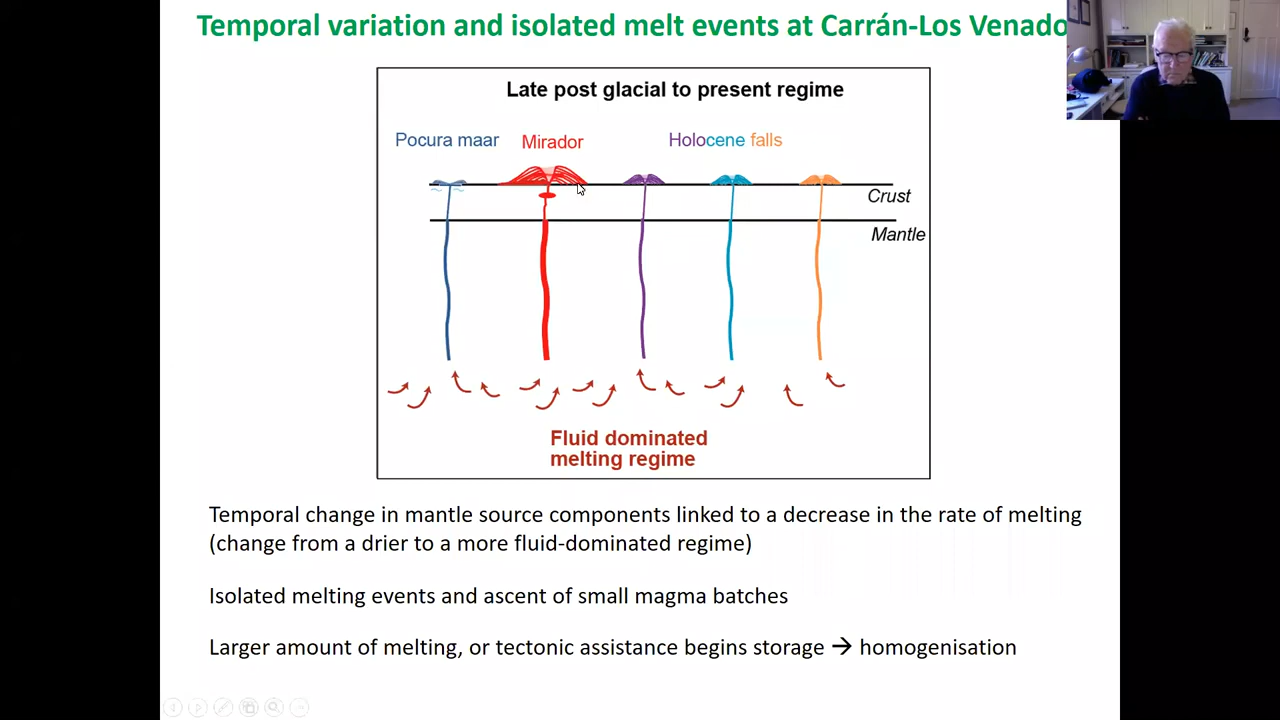 Temporal variation and isolated melt events at Carrán-Los Venado
Late post glacial to present regime
Pocura maar Mirador Holocene falls
Crust
Mantle
Fluid dominated
melting regime
Temporal change in mantle source components linked to a decrease in the rate of melting
(change from a drier to a more fluid-dominated regime)
Isolated melting events and ascent of small magma batches
Larger amount of melting, or tectonic assistance begins storage → homogenisation